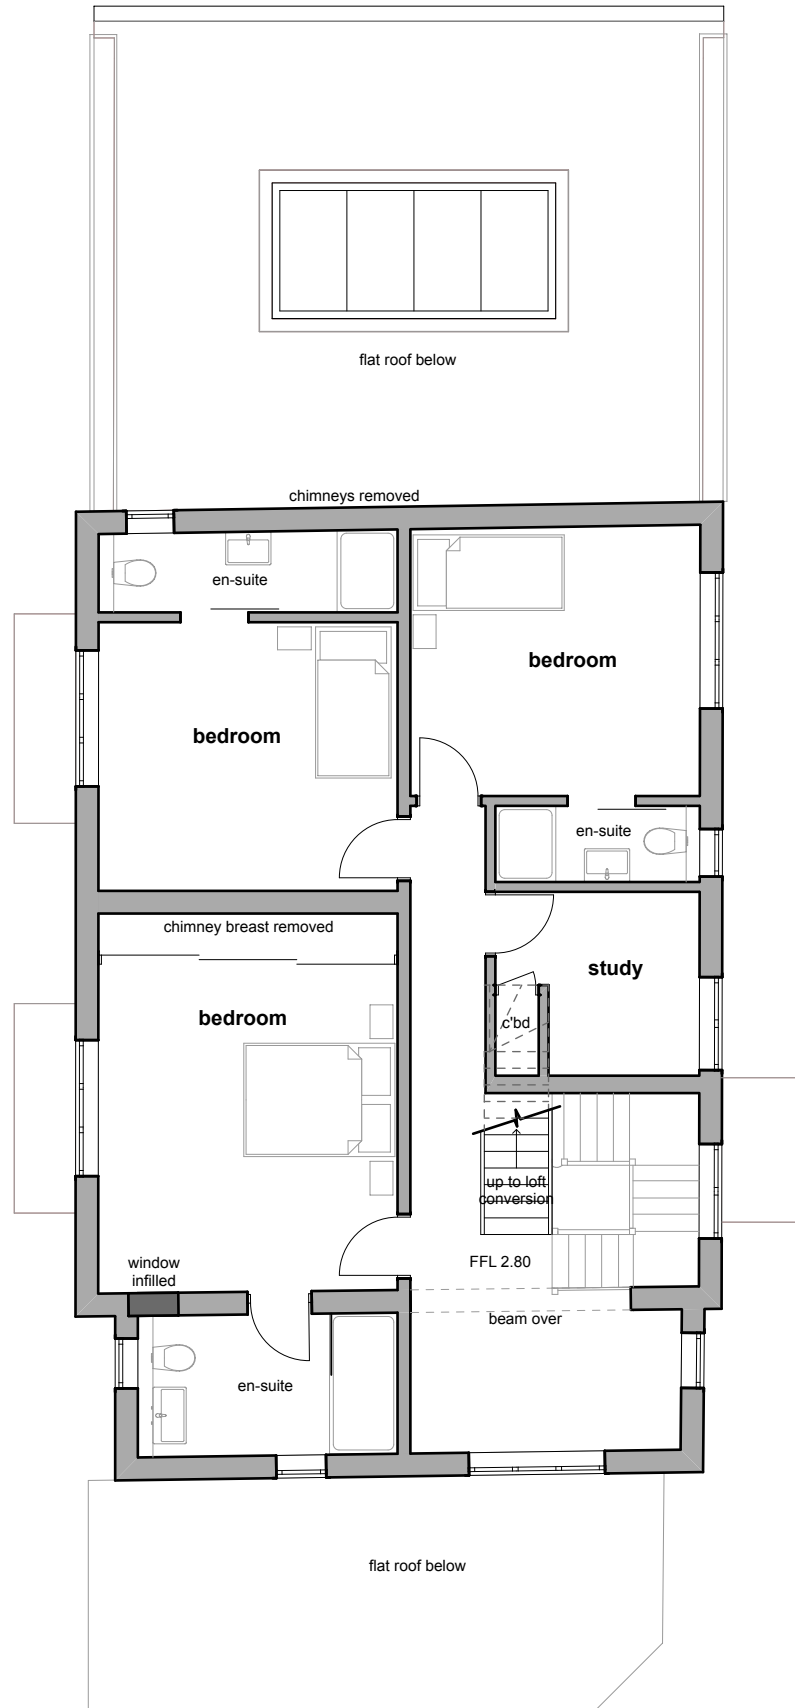 flat roof below
chimneys removed
en-suite
bedroom
bedroom
en-suite
chimney breast removed
study
bedroom
c'bd
up to loft
conversion
window
infilled
FFL 2.80
beam over
en-suite
flat roof below